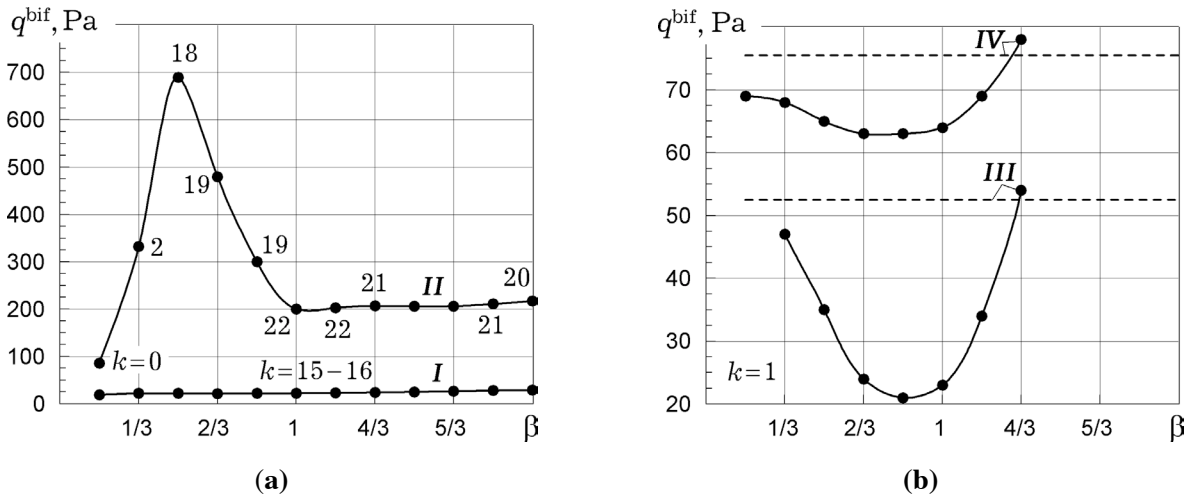 q^bif, Pa
700
600
500
400
300
200
100
0
18
2
19
19
22
22
21
II
21
20
k=0
k=15−16
I
1/3
2/3
1
4/3
5/3
β
(a)
q^bif, Pa
70
60
50
40
30
20
IV
III
k=1
1/3
2/3
1
4/3
5/3
β
(b)